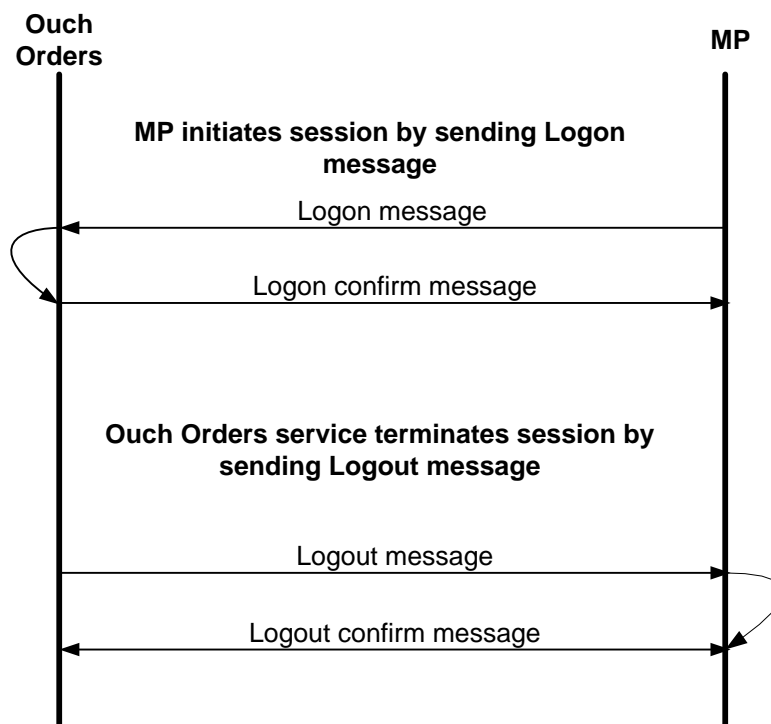 Ouch
Orders
MP
MP initiates session by sending Logon
message
Logon message
Logon confirm message
Ouch Orders service terminates session by
sending Logout message
Logout message
Logout confirm message